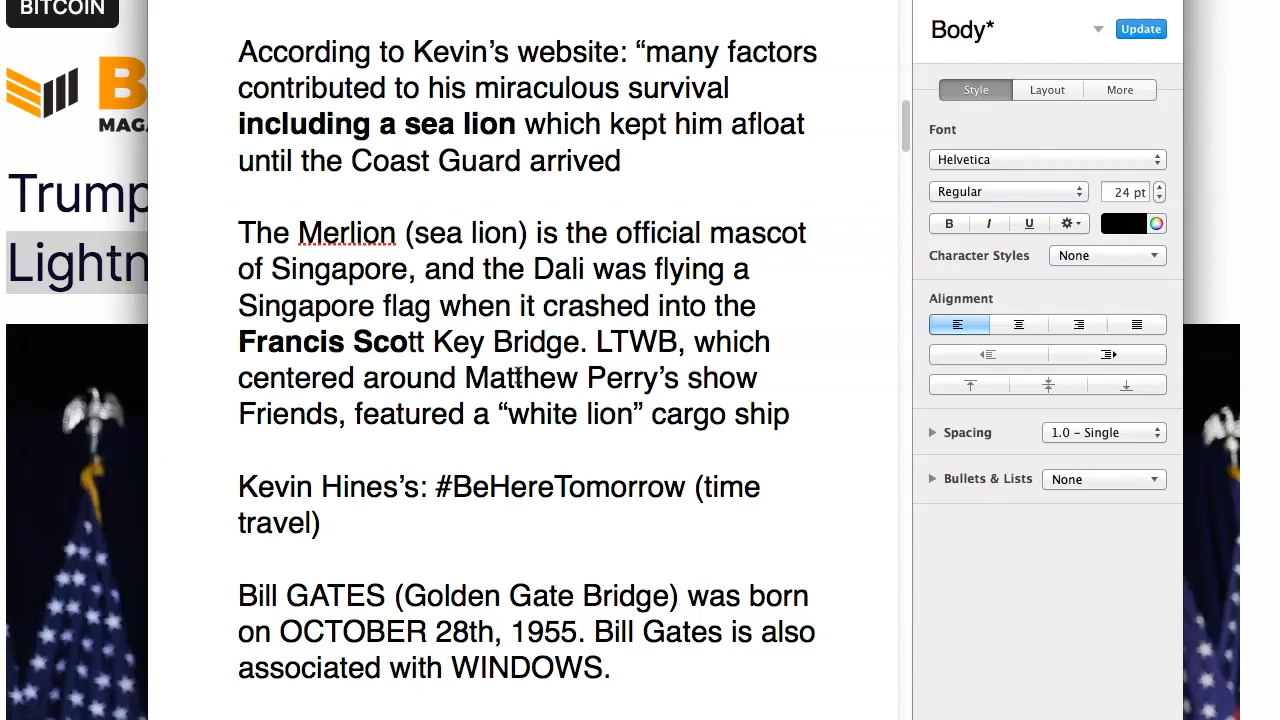 BITCOIN
B
MAGA
Trump
Lightn
According to Kevin’s website: “many factors
contributed to his miraculous survival
including a sea lion which kept him afloat
until the Coast Guard arrived
The Merlion (sea lion) is the official mascot
of Singapore, and the Dali was flying a
Singapore flag when it crashed into the
Francis Scott Key Bridge. LTWB, which
centered around Matthew Perry’s show
Friends, featured a “white lion” cargo ship
Kevin Hines’s: #BeHereTomorrow (time
travel)
Bill GATES (Golden Gate Bridge) was born
on OCTOBER 28th, 1955. Bill Gates is also
associated with WINDOWS.
Body*
Update
Style Layout More
Font
Helvetica
Regular 24 pt
B I U
Character Styles None
Alignment
Spacing 1.0 – Single
Bullets & Lists None